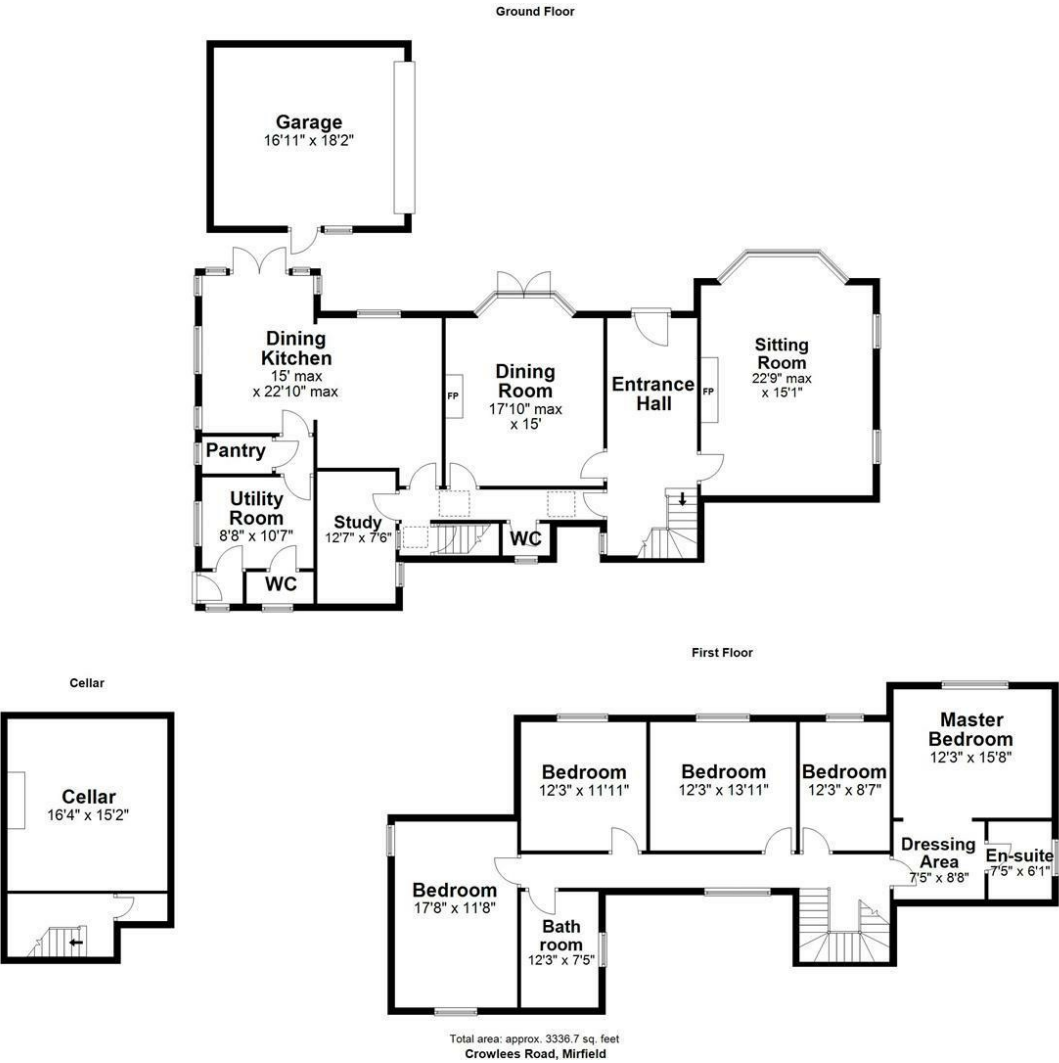 Ground Floor
Garage
16'11" x 18'2"
Dining
Kitchen
15' max
x 22'10" max
Dining
Room
17'10" max
x 15'
FP
Entrance
Hall
Sitting
Room
22'9" max
x 15'1"
FP
Pantry
Utility
Room
8'8" x 10'7"
Study
12'7" x 7'6"
WC
WC
Cellar
Cellar
16'4" x 15'2"
First Floor
Master
Bedroom
12'3" x 15'8"
Bedroom
12'3" x 11'11"
Bedroom
12'3" x 13'11"
Bedroom
12'3" x 8'7"
Dressing
Area
7'5" x 8'8"
En-suite
7'5" x 6'1"
Bedroom
17'8" x 11'8"
Bath
room
12'3" x 7'5"
Total area: approx. 3336.7 sq. feet
Crowlees Road, Mirfield